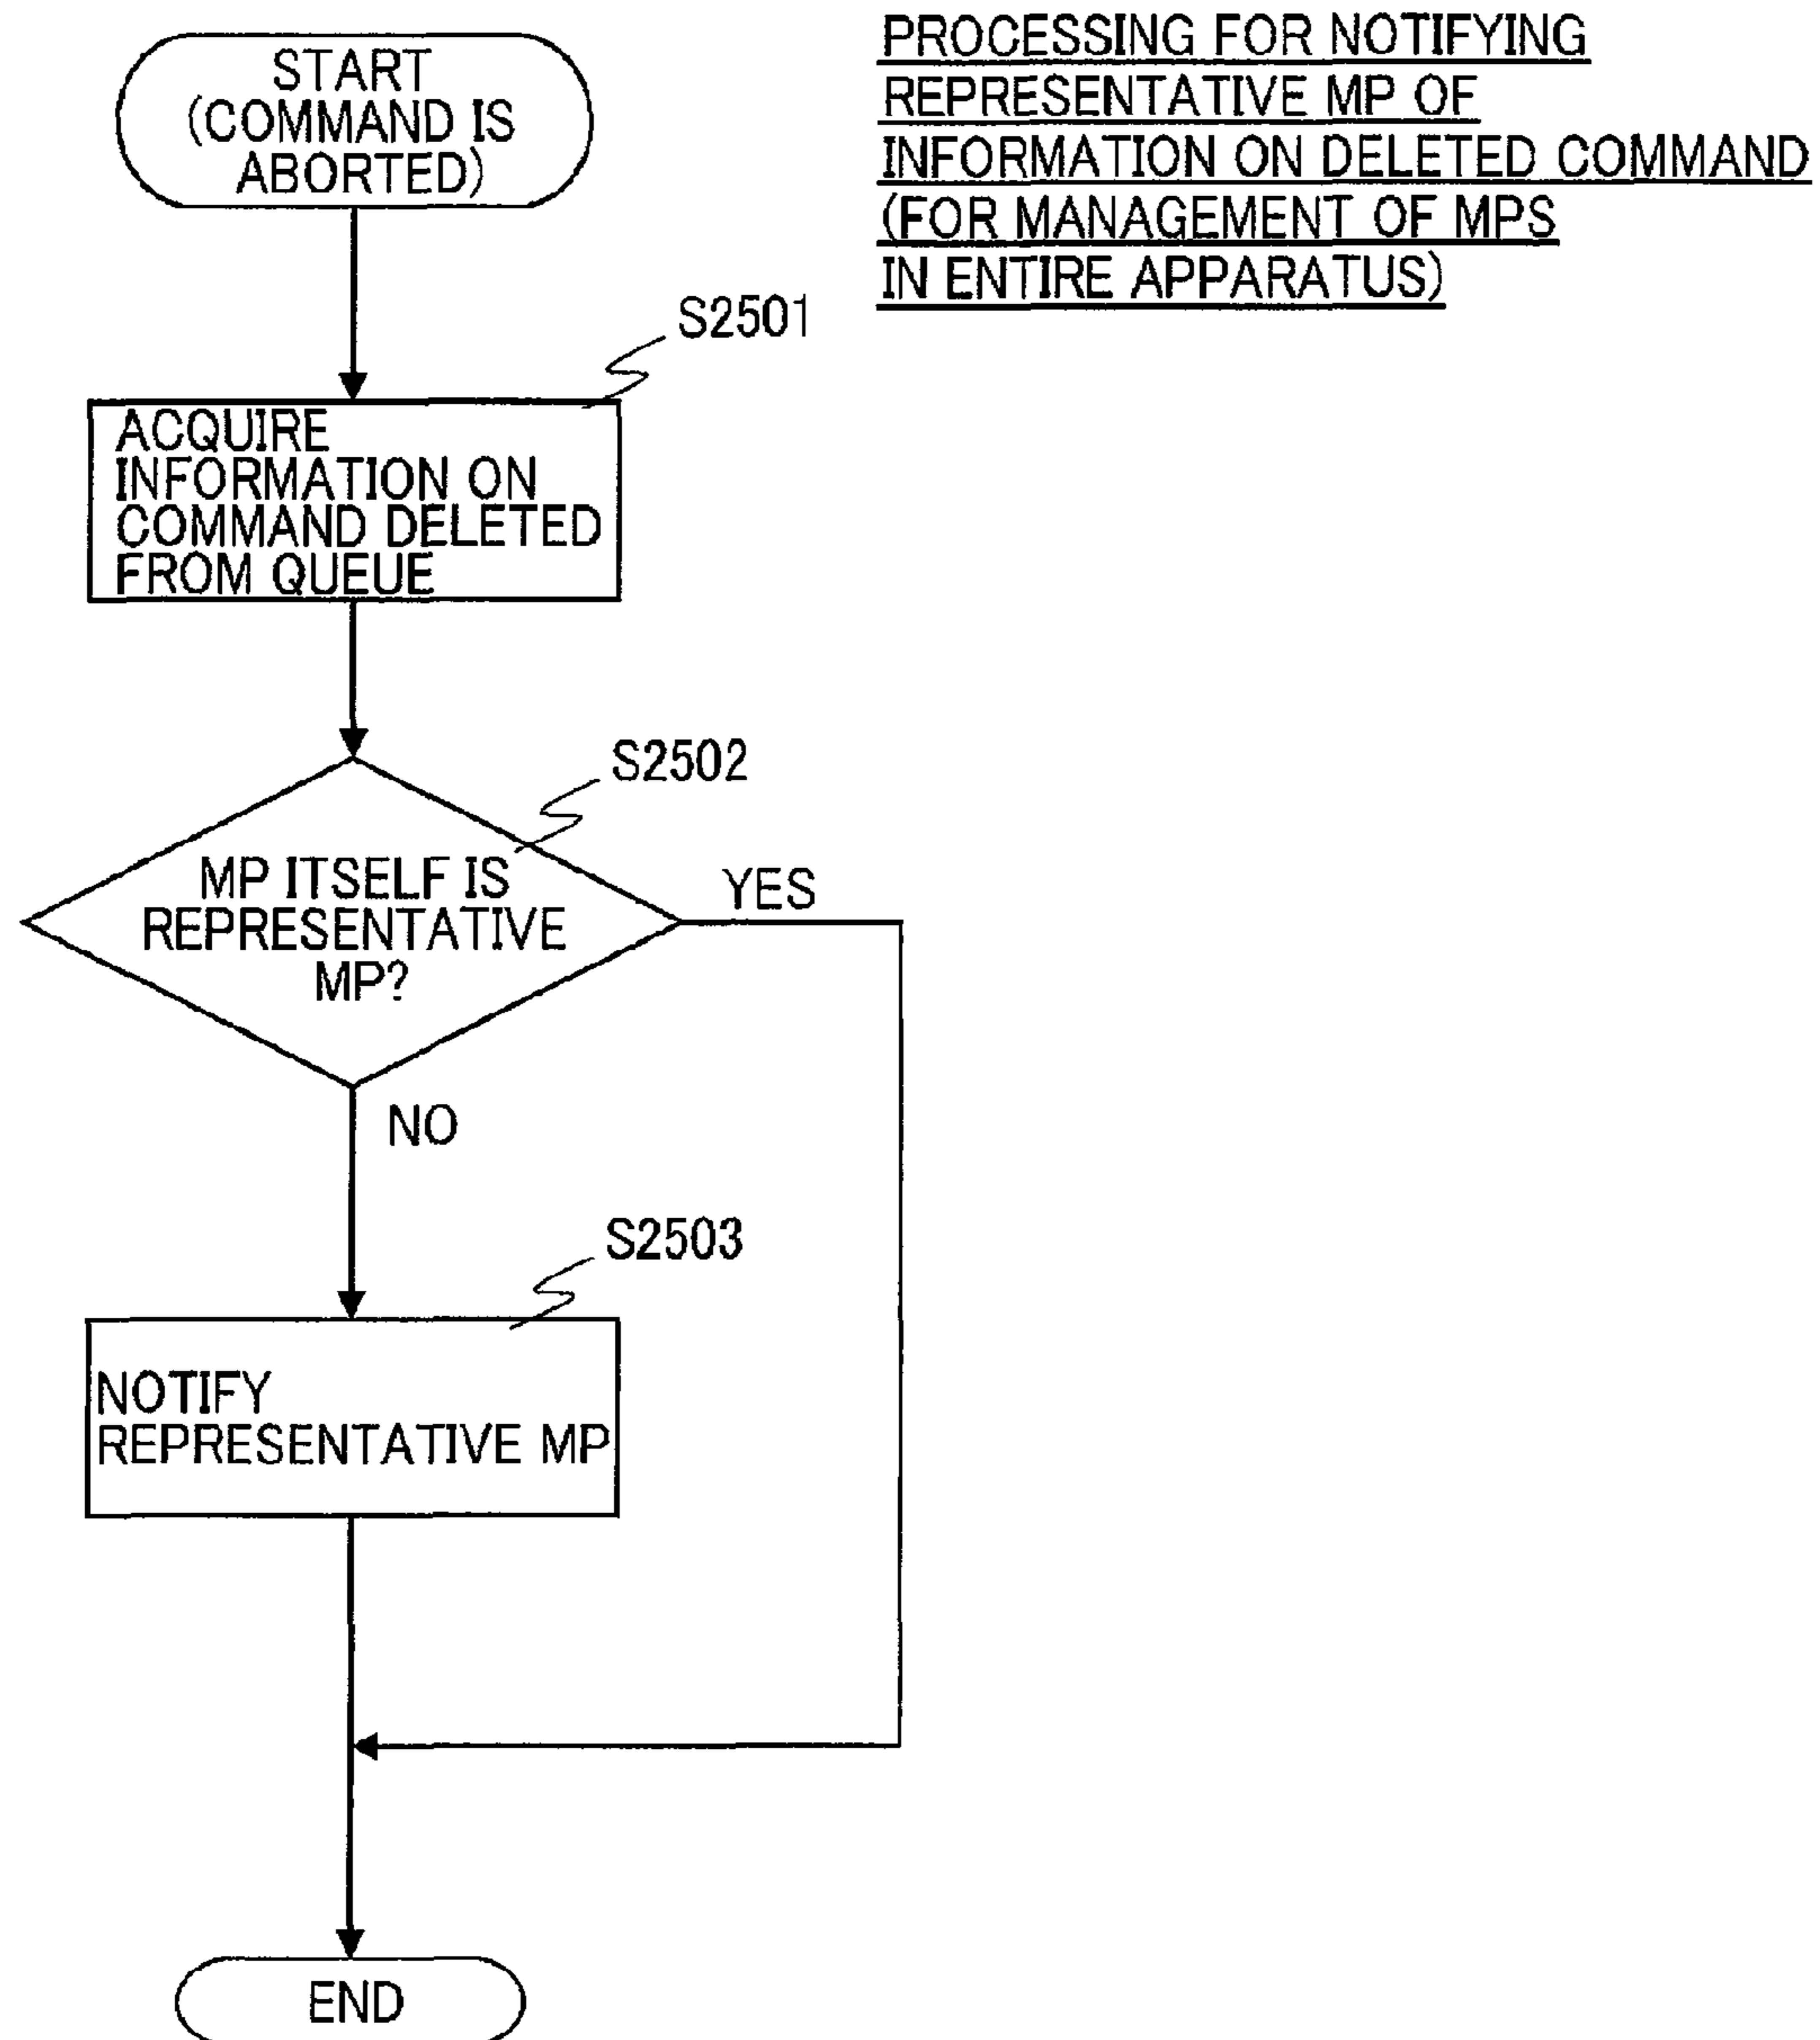 PROCESSING FOR NOTIFYING
REPRESENTATIVE MP OF
INFORMATION ON DELETED COMMAND
(FOR MANAGEMENT OF MPS
IN ENTIRE APPARATUS)
START
(COMMAND IS
ABORTED)
S2501
ACQUIRE
INFORMATION ON
COMMAND DELETED
FROM QUEUE
S2502
MP ITSELF IS
REPRESENTATIVE
MP?
YES
NO
S2503
NOTIFY
REPRESENTATIVE MP
END